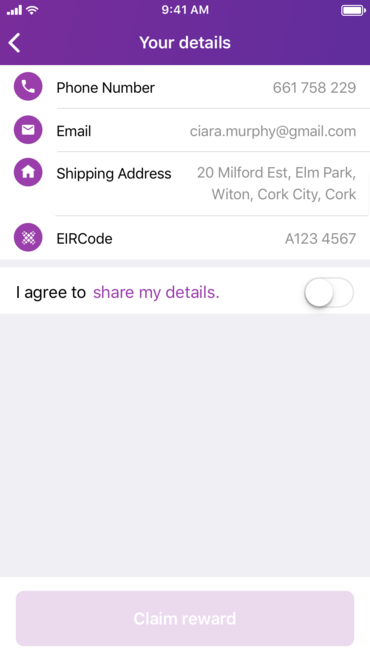 9:41 AM
Your details
Phone Number 661 758 229
Email ciara.murphy@gmail.com
Shipping Address 20 Milford Est, Elm Park,
Witon, Cork City, Cork
EIRCode A123 4567
I agree to share my details.
Claim reward